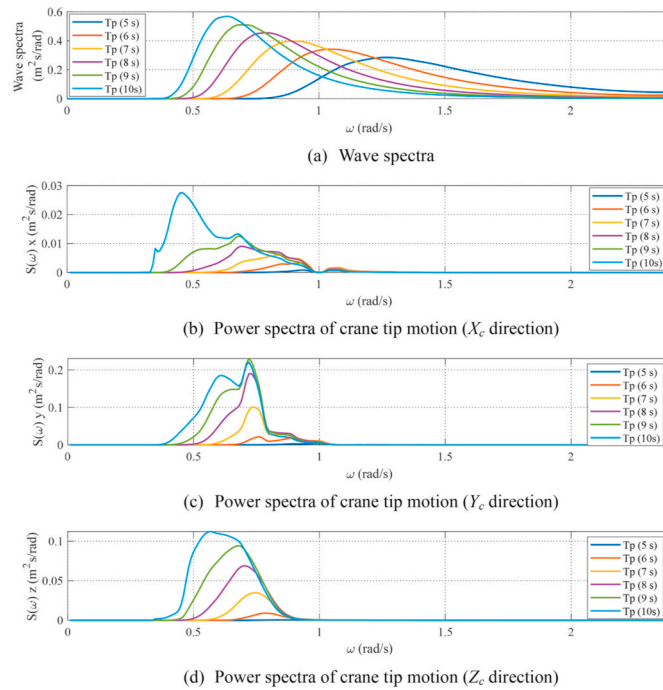 0.6
0.4
0.2
0
Wave spectra
(m²s/rad)
Tp (5 s)
Tp (6 s)
Tp (7 s)
Tp (8 s)
Tp (9 s)
Tp (10s)
0 0.5 1 1.5 2
ω (rad/s)
(a) Wave spectra
0.03
0.02
0.01
0
S(ω) x (m²s/rad)
Tp (5 s)
Tp (6 s)
Tp (7 s)
Tp (8 s)
Tp (9 s)
Tp (10s)
0 0.5 1 1.5 2
ω (rad/s)
(b) Power spectra of crane tip motion (Xc direction)
0.2
0.1
0
S(ω) y (m²s/rad)
Tp (5 s)
Tp (6 s)
Tp (7 s)
Tp (8 s)
Tp (9 s)
Tp (10s)
0 0.5 1 1.5 2
ω (rad/s)
(c) Power spectra of crane tip motion (Yc direction)
0.1
0.05
0
S(ω) z (m²s/rad)
Tp (5 s)
Tp (6 s)
Tp (7 s)
Tp (8 s)
Tp (9 s)
Tp (10s)
0 0.5 1 1.5 2
ω (rad/s)
(d) Power spectra of crane tip motion (Zc direction)